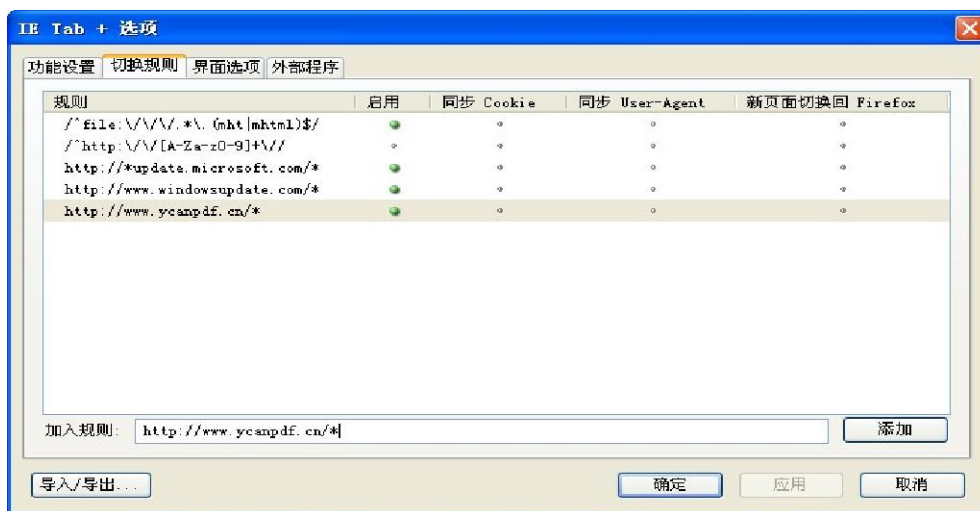 IE Tab + 选项
功能设置 切换规则 界面选项 外部程序
规则 启用 同步 Cookie 同步 User-Agent 新页面切换回 Firefox
/^file:\/\/\/.*\.(mht|mhtml)$/
/^http:\/\/[A-Za-z0-9]+\//
http://*update.microsoft.com/*
http://www.windowsupdate.com/*
http://www.ycanpdf.cn/*
加入规则: http://www.ycanpdf.cn/* 添加
导入/导出... 确定 应用 取消